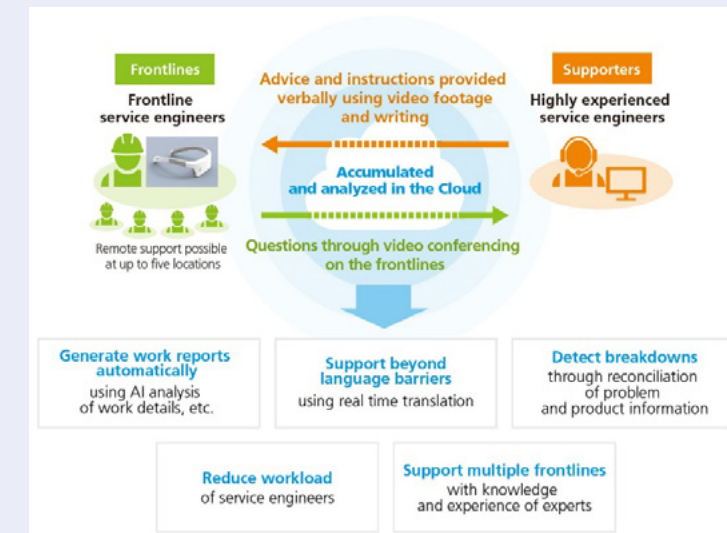 Frontlines
Frontline
service engineers
Remote support possible
at up to five locations
Advice and instructions provided
verbally using video footage
and writing
Accumulated
and analyzed in the Cloud
Questions through video conferencing
on the frontlines
Supporters
Highly experienced
service engineers
Generate work reports
automatically
using AI analysis
of work details, etc.
Support beyond
language barriers
using real time translation
Detect breakdowns
through reconciliation
of problem
and product information
Reduce workload
of service engineers
Support multiple frontlines
with knowledge
and experience of experts